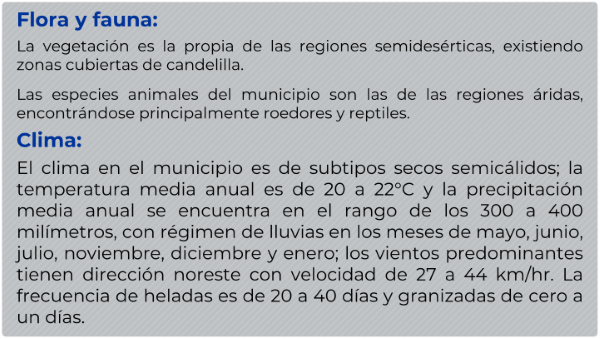 Flora y fauna:
La vegetación es la propia de las regiones semidesérticas, existiendo
zonas cubiertas de candelilla.
Las especies animales del municipio son las de las regiones áridas,
encontrándose principalmente roedores y reptiles.
Clima:
El clima en el municipio es de subtipos secos semicálidos; la
temperatura media anual es de 20 a 22°C y la precipitación
media anual se encuentra en el rango de los 300 a 400
milímetros, con régimen de lluvias en los meses de mayo, junio,
julio, noviembre, diciembre y enero; los vientos predominantes
tienen dirección noreste con velocidad de 27 a 44 km/hr. La
frecuencia de heladas es de 20 a 40 días y granizadas de cero a
un días.